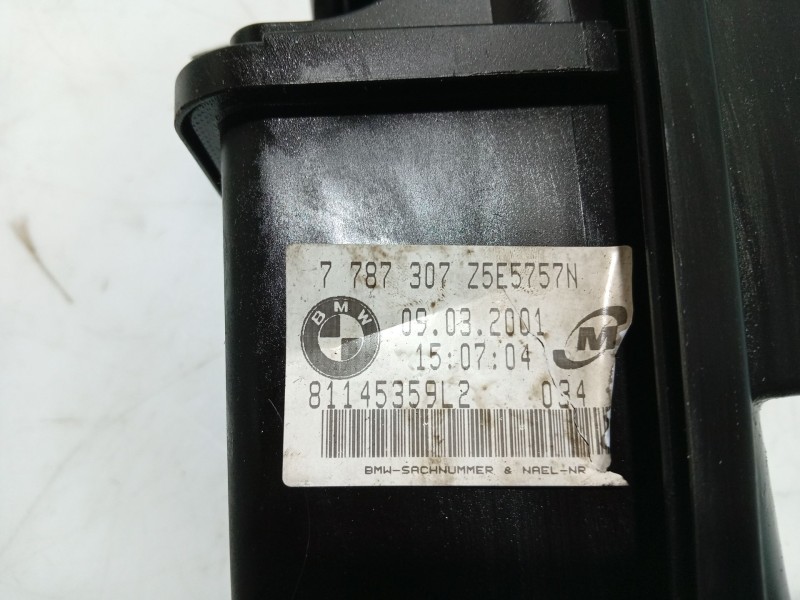 7 787 307 Z5E5757N
BMW
09.03.2001
M
15:07:04
81145359L2 034
BMW-SACHNUMMER & NAEL-NR